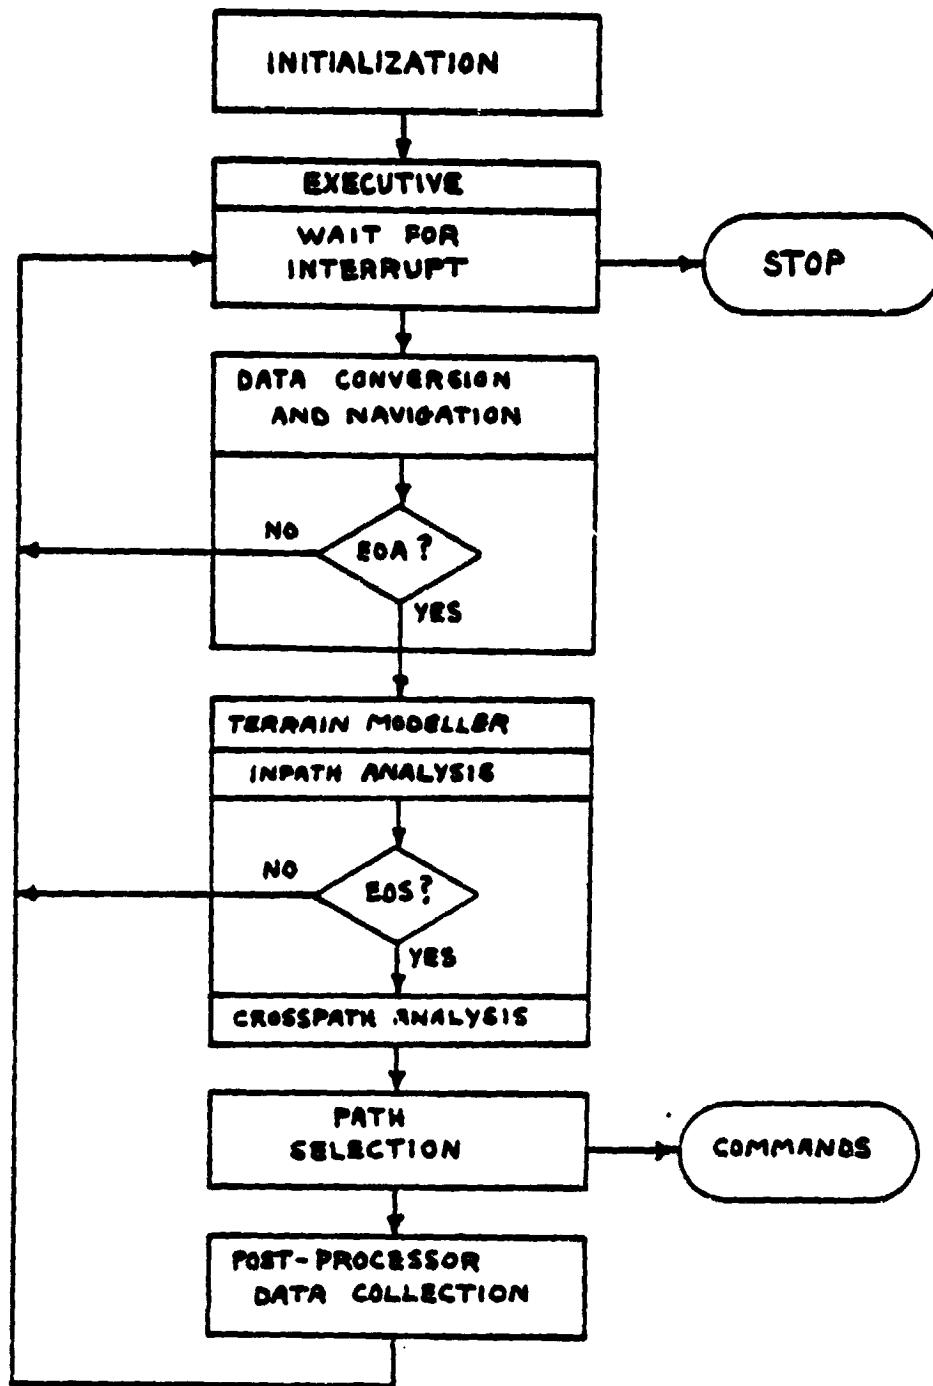 INITIALIZATION
EXECUTIVE
WAIT FOR
INTERRUPT
STOP
DATA CONVERSION
AND NAVIGATION
NO
EOA?
YES
TERRAIN MODELLER
INPATH ANALYSIS
NO
EOS?
YES
CROSSPATH ANALYSIS
PATH
SELECTION
COMMANDS
POST-PROCESSOR
DATA COLLECTION